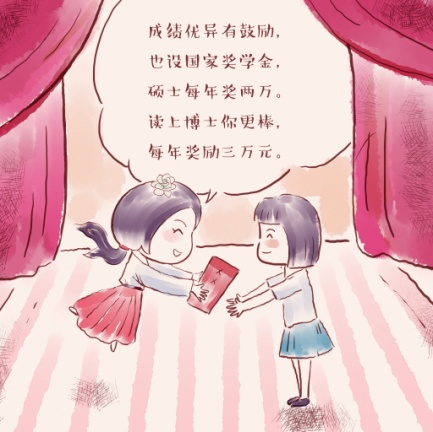 成绩优异有鼓励,
也设国家奖学金,
硕士每年奖两万。
读上博士你更棒,
每年奖励三万元。